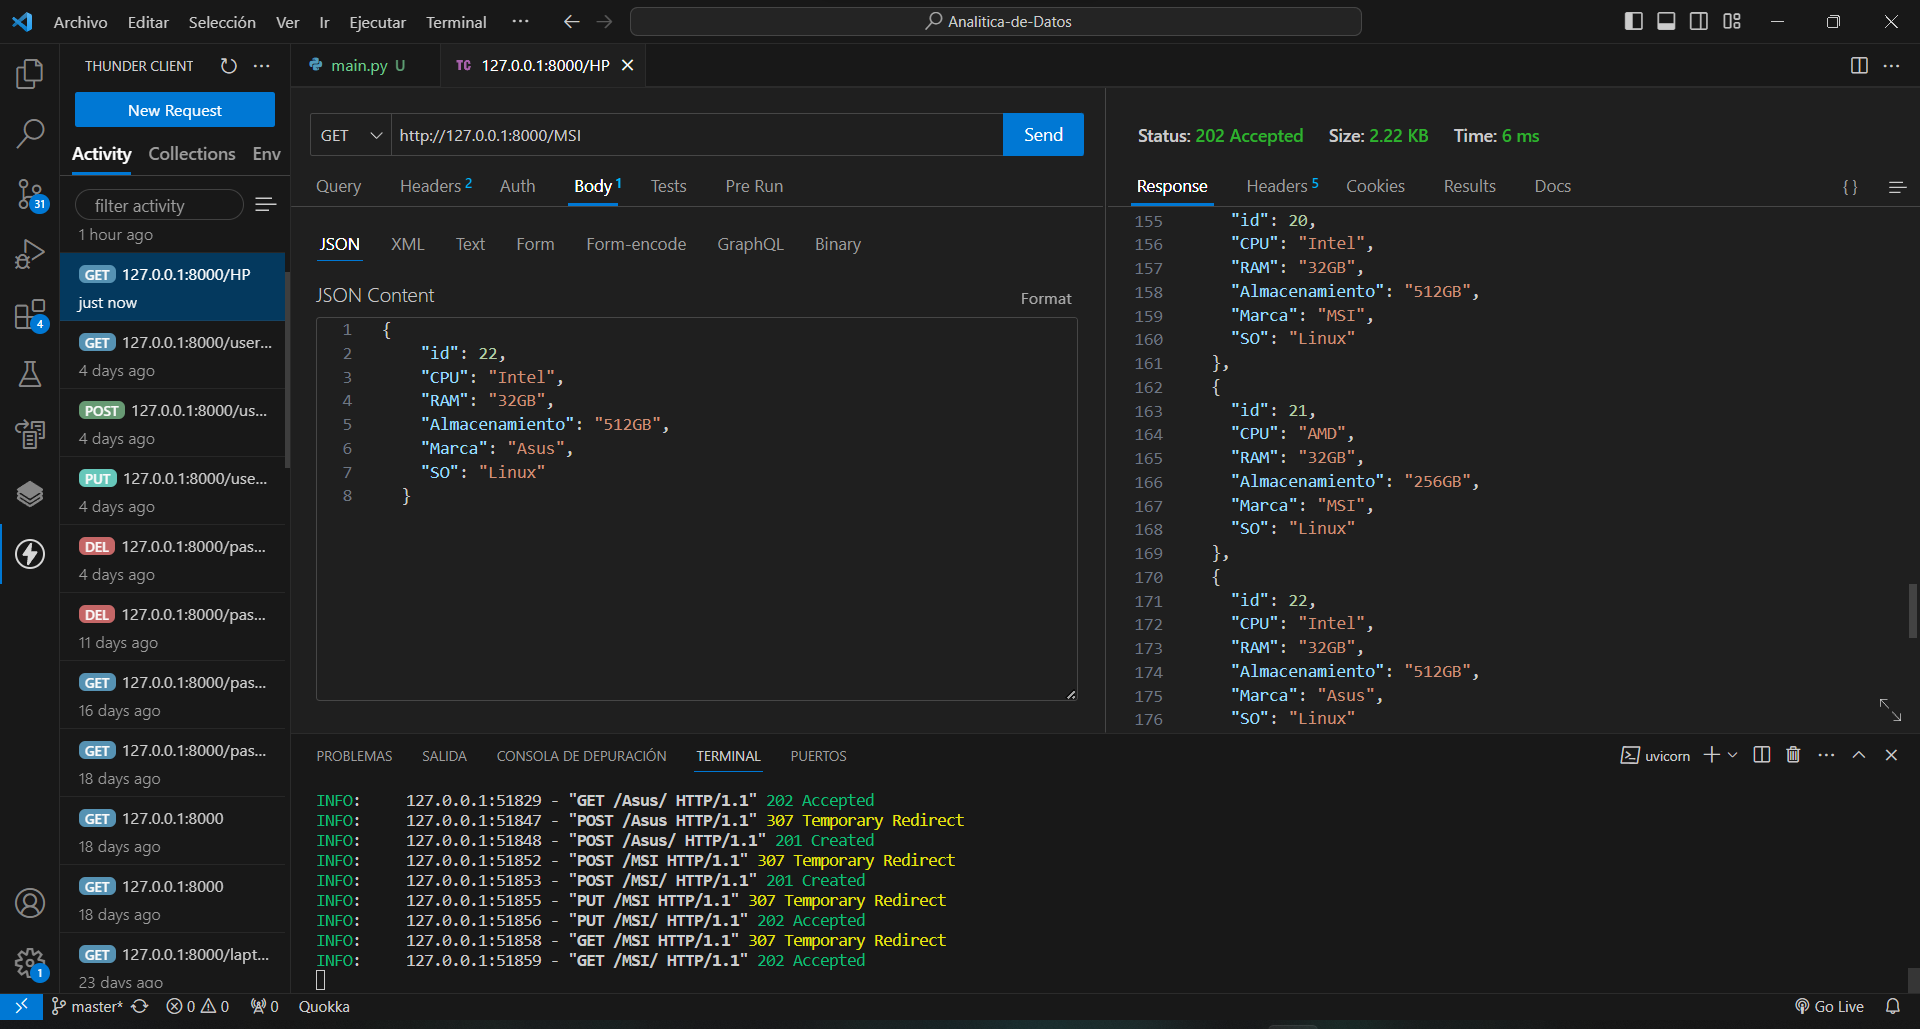 Archivo Editar Selección Ver Ir Ejecutar Terminal ··· Analitica-de-Datos
THUNDER CLIENT ···
New Request
Activity Collections Env
filter activity
1 hour ago
GET 127.0.0.1:8000/HP
just now
GET 127.0.0.1:8000/user...
4 days ago
POST 127.0.0.1:8000/us...
4 days ago
PUT 127.0.0.1:8000/use...
4 days ago
DEL 127.0.0.1:8000/pas...
4 days ago
DEL 127.0.0.1:8000/pas...
11 days ago
GET 127.0.0.1:8000/pas...
16 days ago
GET 127.0.0.1:8000/pas...
18 days ago
GET 127.0.0.1:8000
18 days ago
GET 127.0.0.1:8000
18 days ago
GET 127.0.0.1:8000/lapt...
23 days ago
31
4
1
main.py U
TC 127.0.0.1:8000/HP
GET http://127.0.0.1:8000/MSI Send
Query Headers 2 Auth Body 1 Tests Pre Run
JSON XML Text Form Form-encode GraphQL Binary
JSON Content
Format
1 {
2 "id": 22,
3 "CPU": "Intel",
4 "RAM": "32GB",
5 "Almacenamiento": "512GB",
6 "Marca": "Asus",
7 "SO": "Linux"
8 }
Status: 202 Accepted Size: 2.22 KB Time: 6 ms
Response Headers 5 Cookies Results Docs {}
155 "id": 20,
156 "CPU": "Intel",
157 "RAM": "32GB",
158 "Almacenamiento": "512GB",
159 "Marca": "MSI",
160 "SO": "Linux"
161 },
162 {
163 "id": 21,
164 "CPU": "AMD",
165 "RAM": "32GB",
166 "Almacenamiento": "256GB",
167 "Marca": "MSI",
168 "SO": "Linux"
169 },
170 {
171 "id": 22,
172 "CPU": "Intel",
173 "RAM": "32GB",
174 "Almacenamiento": "512GB",
175 "Marca": "Asus",
176 "SO": "Linux"
PROBLEMAS SALIDA CONSOLA DE DEPURACIÓN TERMINAL PUERTOS uvicorn
INFO: 127.0.0.1:51829 - "GET /Asus/ HTTP/1.1" 202 Accepted
INFO: 127.0.0.1:51847 - "POST /Asus HTTP/1.1" 307 Temporary Redirect
INFO: 127.0.0.1:51848 - "POST /Asus/ HTTP/1.1" 201 Created
INFO: 127.0.0.1:51852 - "POST /MSI HTTP/1.1" 307 Temporary Redirect
INFO: 127.0.0.1:51853 - "POST /MSI/ HTTP/1.1" 201 Created
INFO: 127.0.0.1:51855 - "PUT /MSI HTTP/1.1" 307 Temporary Redirect
INFO: 127.0.0.1:51856 - "PUT /MSI/ HTTP/1.1" 202 Accepted
INFO: 127.0.0.1:51858 - "GET /MSI HTTP/1.1" 307 Temporary Redirect
INFO: 127.0.0.1:51859 - "GET /MSI/ HTTP/1.1" 202 Accepted
master* 0 0 0 Quokka Go Live